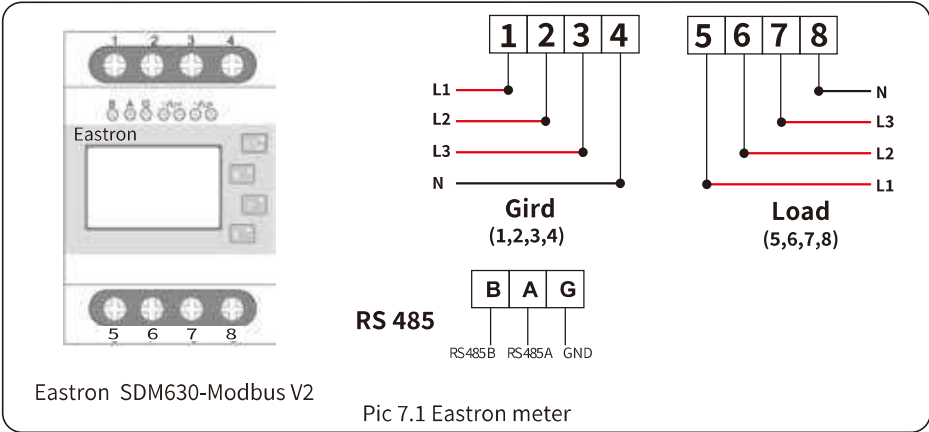 1 2 3 4
B A G
Eastron
5 6 7 8
Eastron SDM630-Modbus V2
1 2 3 4
L1
L2
L3
N
Gird
(1,2,3,4)
5 6 7 8
N
L3
L2
L1
Load
(5,6,7,8)
RS 485
B A G
RS485B RS485A GND
Pic 7.1 Eastron meter